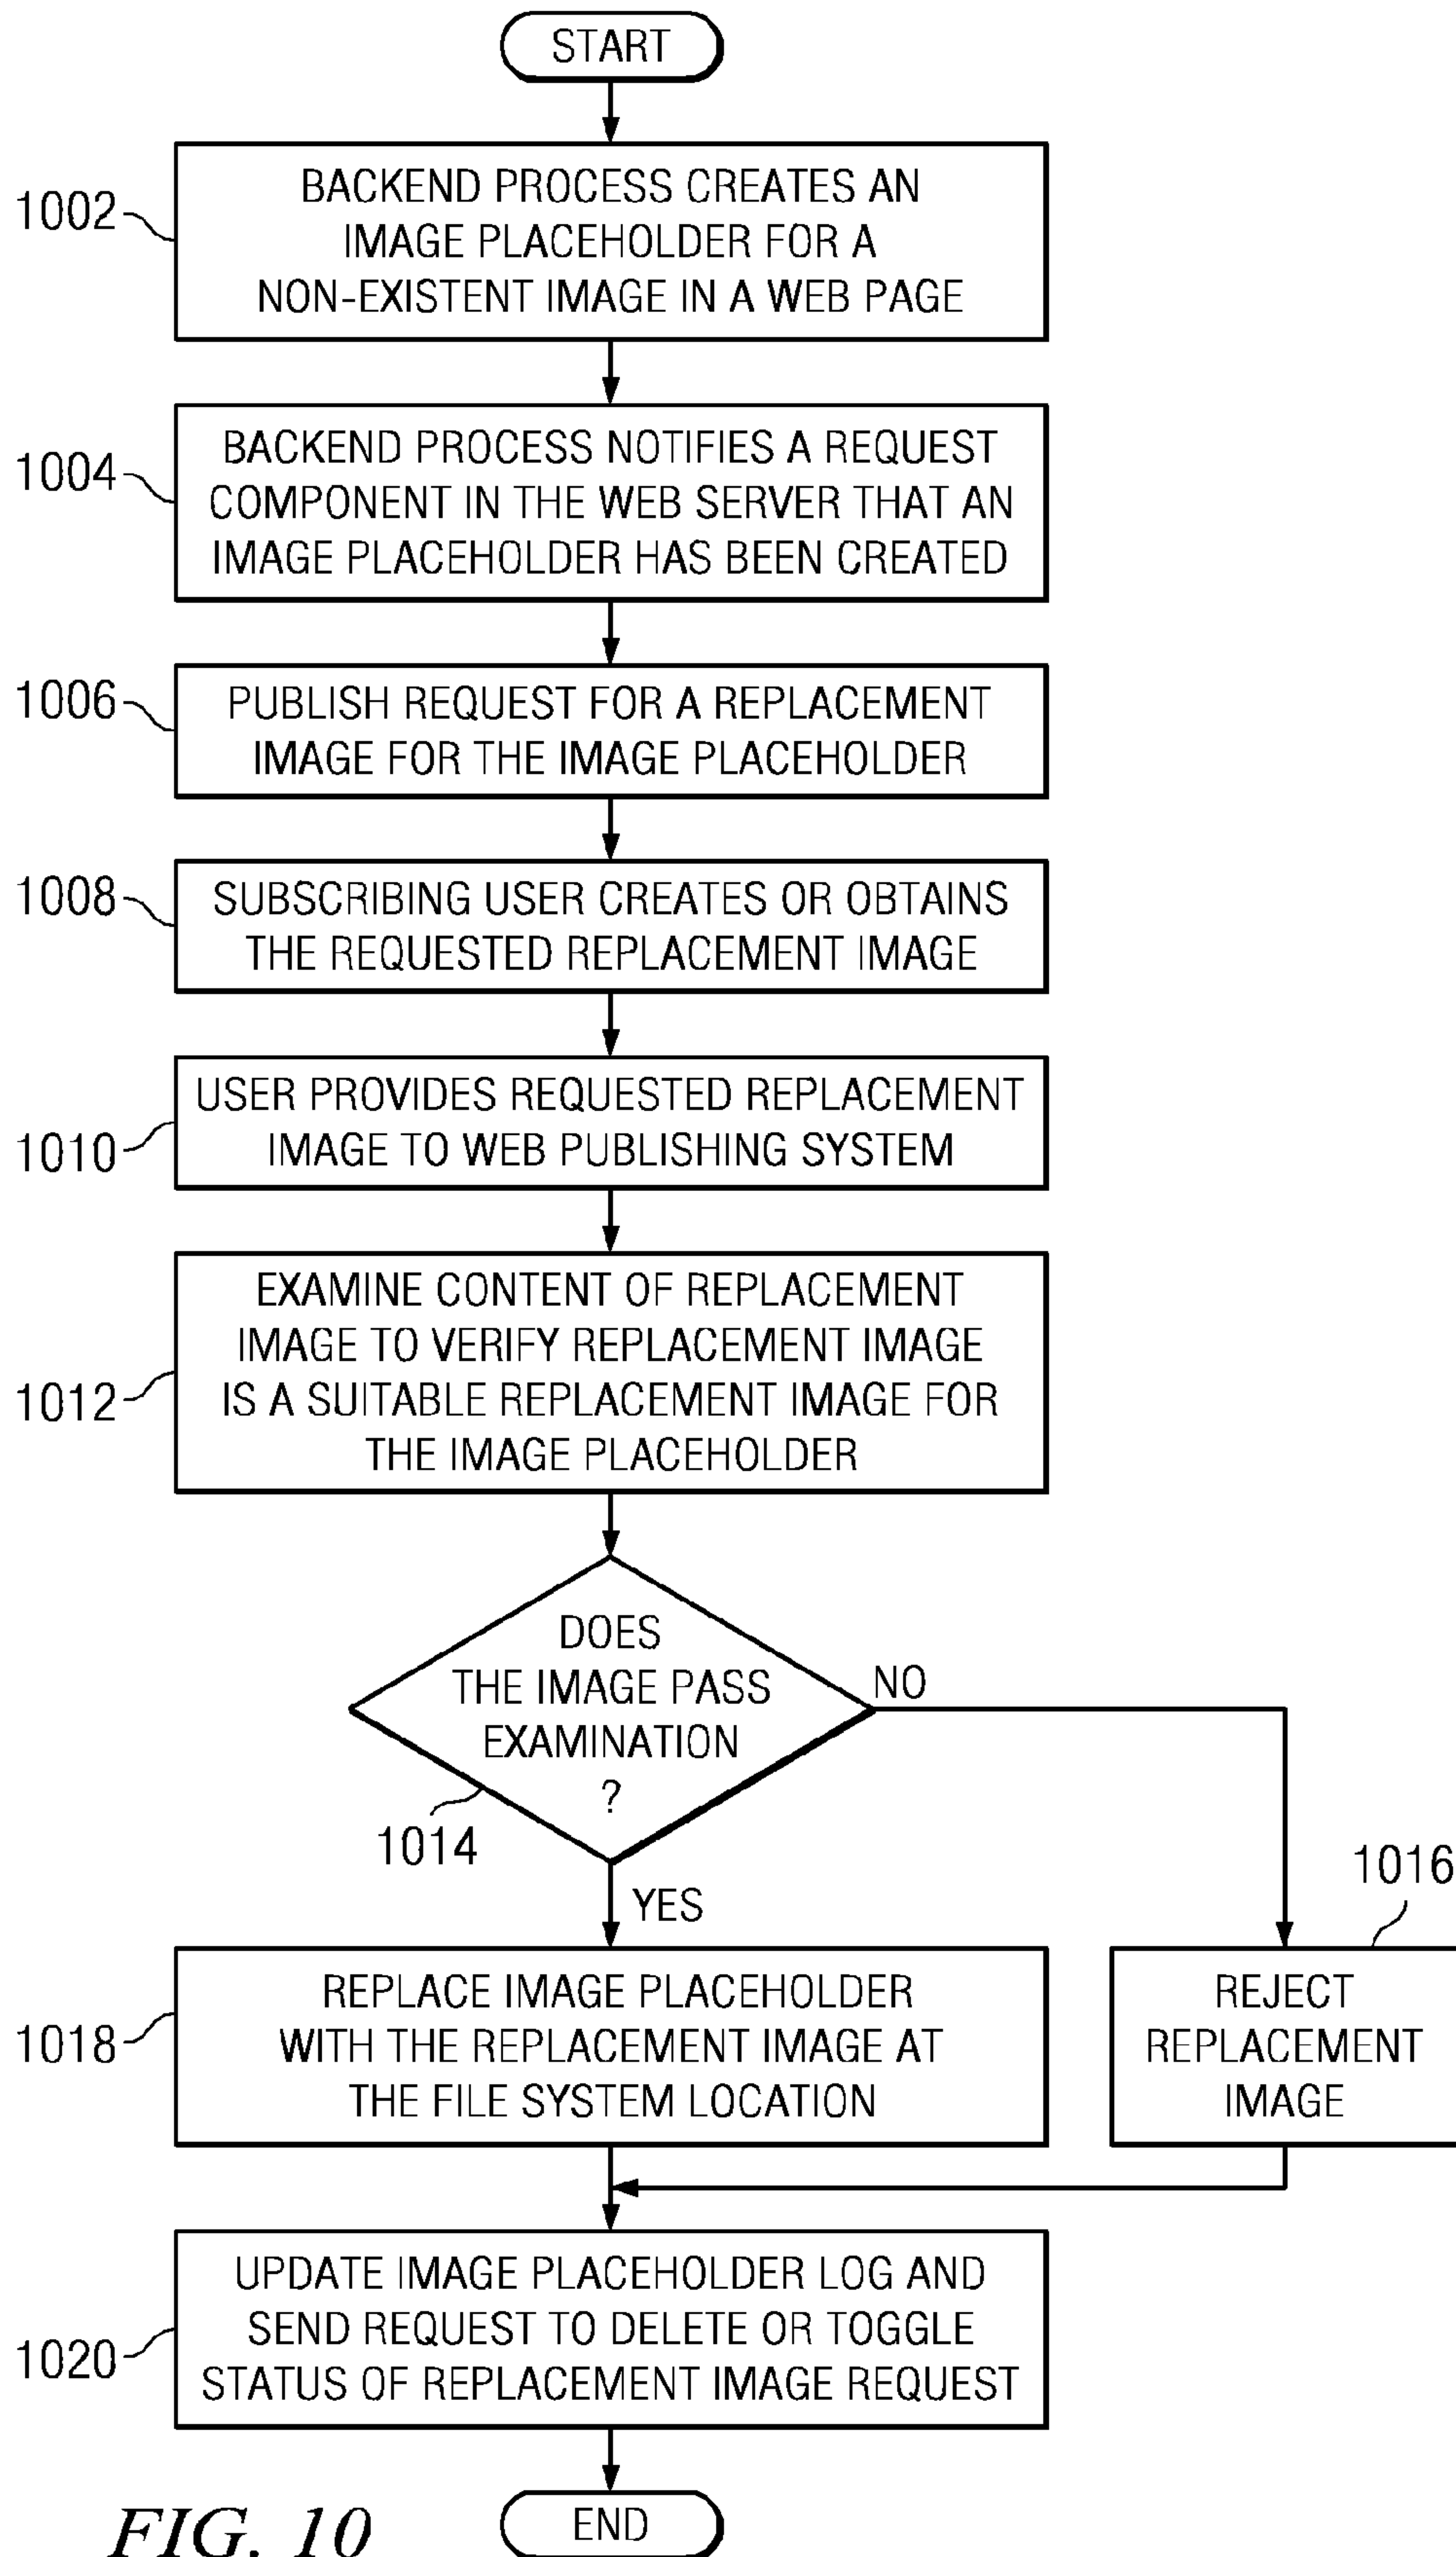 START
1002
BACKEND PROCESS CREATES AN
IMAGE PLACEHOLDER FOR A
NON-EXISTENT IMAGE IN A WEB PAGE
1004
BACKEND PROCESS NOTIFIES A REQUEST
COMPONENT IN THE WEB SERVER THAT AN
IMAGE PLACEHOLDER HAS BEEN CREATED
1006
PUBLISH REQUEST FOR A REPLACEMENT
IMAGE FOR THE IMAGE PLACEHOLDER
1008
SUBSCRIBING USER CREATES OR OBTAINS
THE REQUESTED REPLACEMENT IMAGE
1010
USER PROVIDES REQUESTED REPLACEMENT
IMAGE TO WEB PUBLISHING SYSTEM
1012
EXAMINE CONTENT OF REPLACEMENT
IMAGE TO VERIFY REPLACEMENT IMAGE
IS A SUITABLE REPLACEMENT IMAGE FOR
THE IMAGE PLACEHOLDER
DOES
THE IMAGE PASS
EXAMINATION
?
1014
NO
YES
1016
REJECT
REPLACEMENT
IMAGE
1018
REPLACE IMAGE PLACEHOLDER
WITH THE REPLACEMENT IMAGE AT
THE FILE SYSTEM LOCATION
1020
UPDATE IMAGE PLACEHOLDER LOG AND
SEND REQUEST TO DELETE OR TOGGLE
STATUS OF REPLACEMENT IMAGE REQUEST
END
FIG. 10